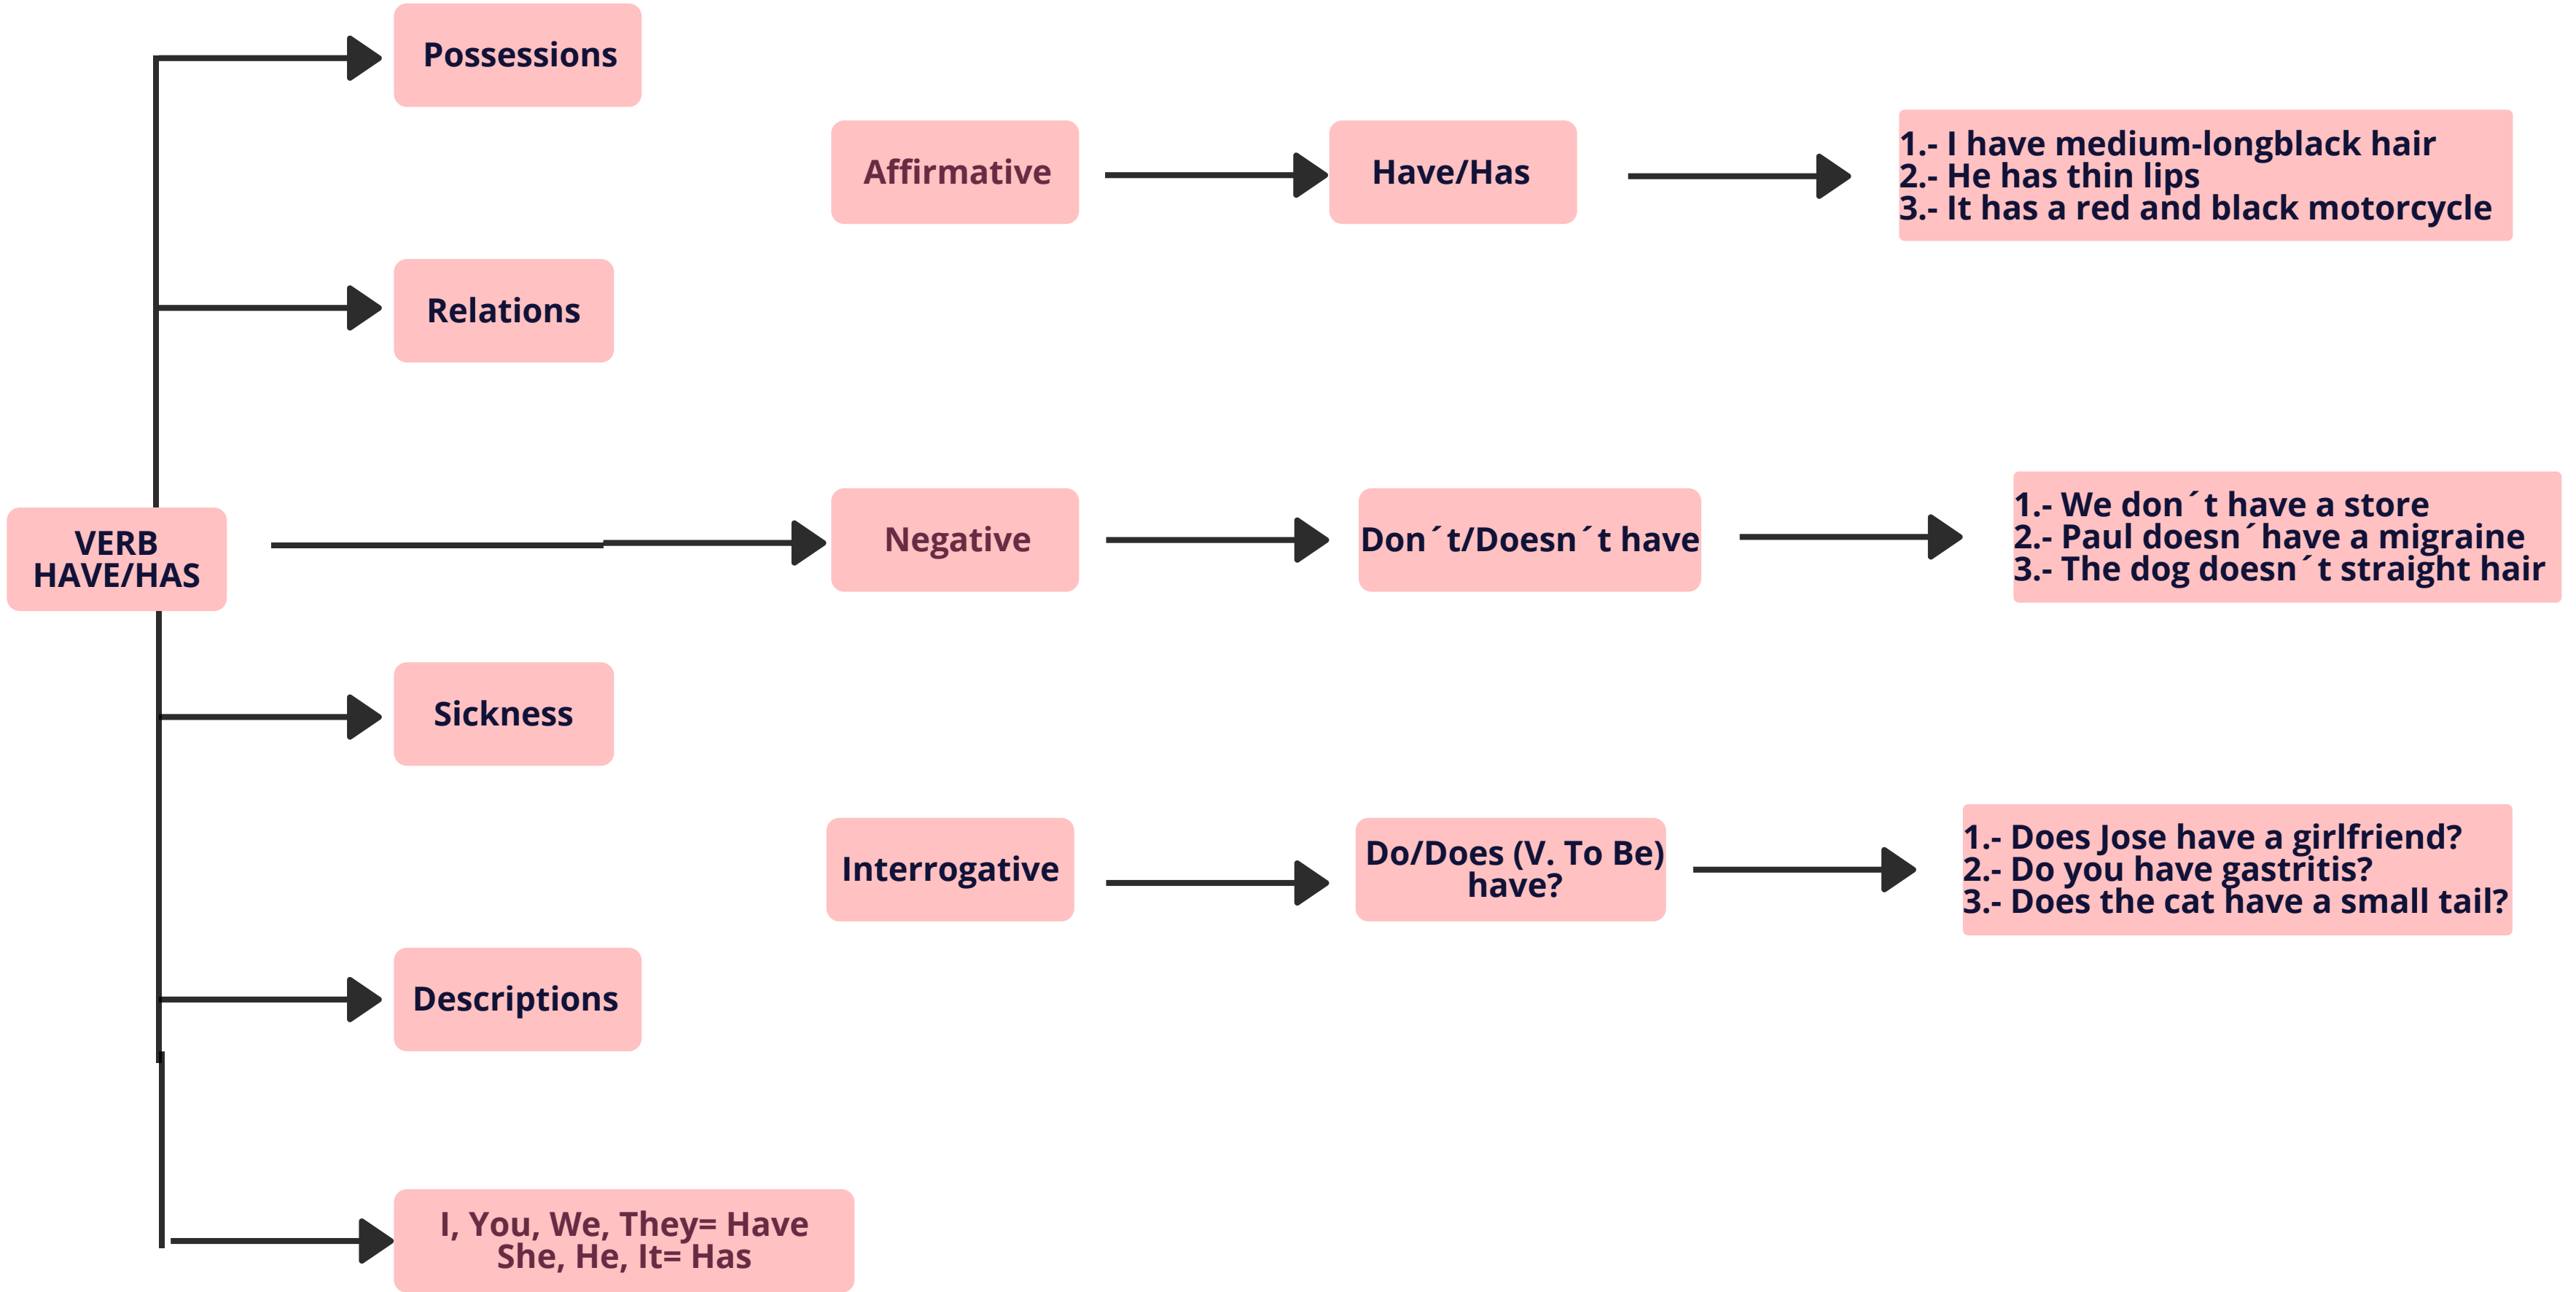 Possessions
Relations
VERB
HAVE/HAS
Sickness
Descriptions
I, You, We, They= Have
She, He, It= Has
Affirmative
Have/Has
1.- I have medium-longblack hair
2.- He has thin lips
3.- It has a red and black motorcycle
Negative
Don´t/Doesn´t have
1.- We don´t have a store
2.- Paul doesn´have a migraine
3.- The dog doesn´t straight hair
Interrogative
Do/Does (V. To Be)
have?
1.- Does Jose have a girlfriend?
2.- Do you have gastritis?
3.- Does the cat have a small tail?